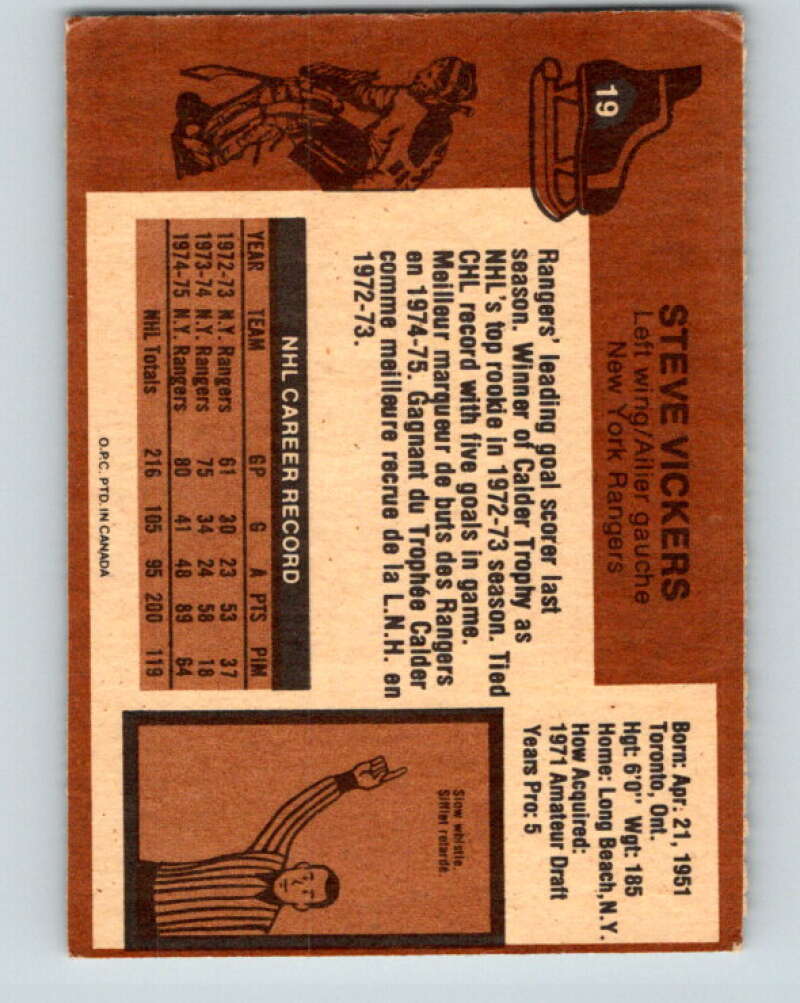 19
STEVE VICKERS
Left wing/Ailier gauche
New York Rangers
Born: Apr. 21, 1951
Toronto, Ont.
Hgt: 6'0" Wgt: 185
Home: Long Beach, N.Y.
How Acquired:
1971 Amateur Draft
Years Pro: 5
Rangers' leading goal scorer last
season. Winner of Calder Trophy as
NHL's top rookie in 1972-73 season. Tied
CHL record with five goals in game.
Meilleur marqueur de buts des Rangers
en 1974-75. Gagnant du Trophée Calder
comme meilleure recrue de la L.N.H. en
1972-73.
NHL CAREER RECORD
YEAR TEAM GP G A PTS PIM
1972-73 N.Y. Rangers 61 30 23 53 37
1973-74 N.Y. Rangers 75 34 24 58 18
1974-75 N.Y. Rangers 80 41 48 89 64
NHL Totals 216 105 95 200 119
Slow whistle.
Sifflet retardé.
O.P.C. PTD. IN CANADA